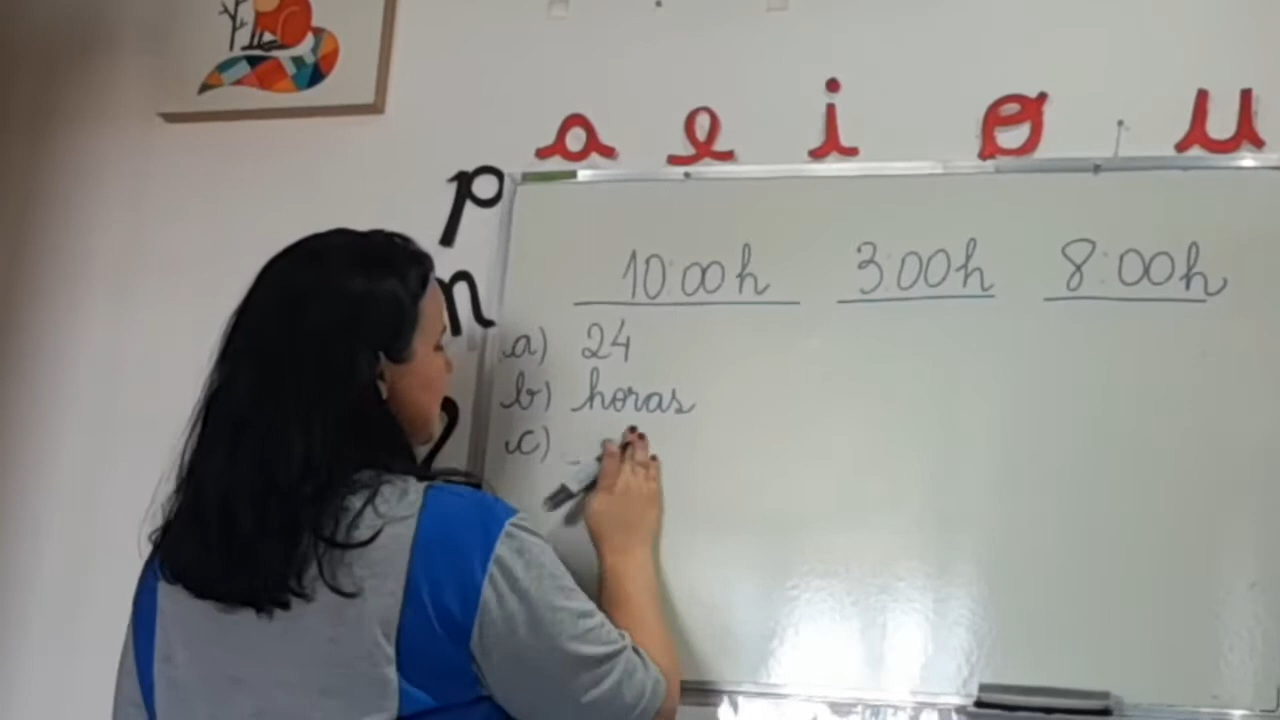 a e i o u
p
n
10:00h 3:00h 8:00h
a) 24
b) horas
c)